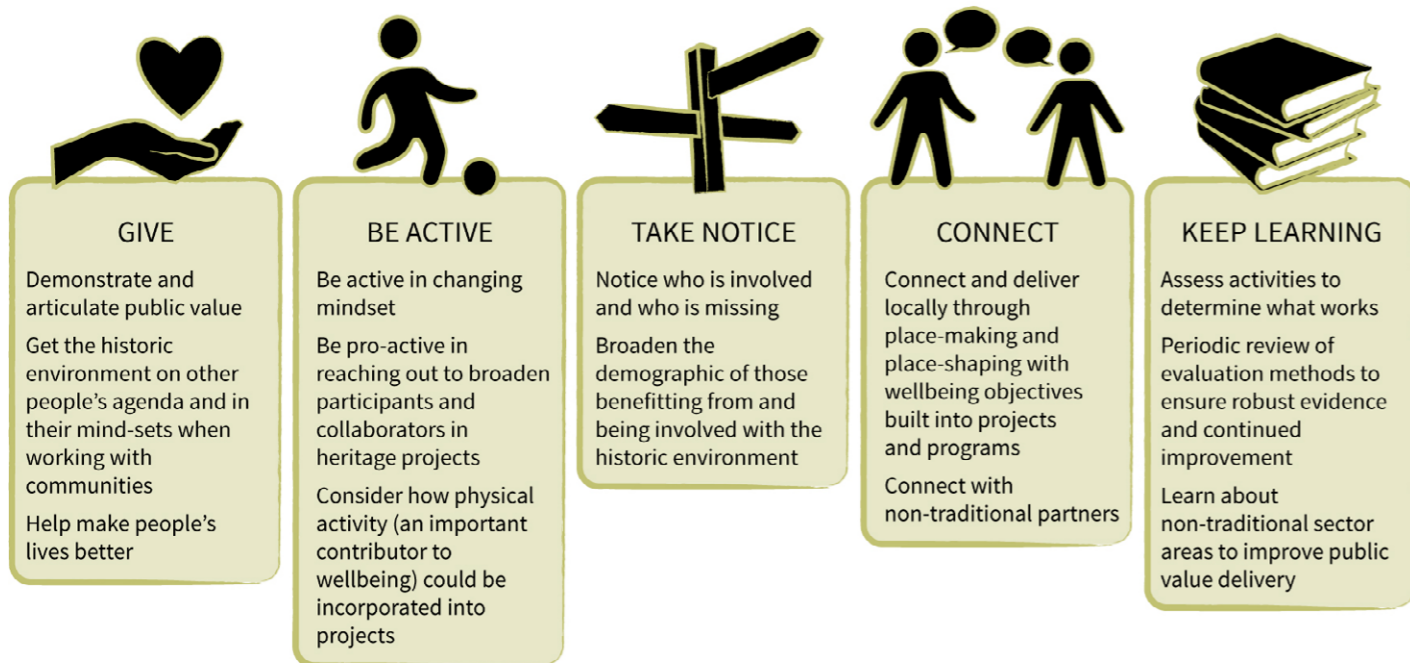 GIVE
Demonstrate and
articulate public value
Get the historic
environment on other
people's agenda and in
their mind-sets when
working with
communities
Help make people's
lives better
BE ACTIVE
Be active in changing
mindset
Be pro-active in
reaching out to broaden
participants and
collaborators in
heritage projects
Consider how physical
activity (an important
contributor to
wellbeing) could be
incorporated into
projects
TAKE NOTICE
Notice who is involved
and who is missing
Broaden the
demographic of those
benefitting from and
being involved with the
historic environment
CONNECT
Connect and deliver
locally through
place-making and
place-shaping with
wellbeing objectives
built into projects
and programs
Connect with
non-traditional partners
KEEP LEARNING
Assess activities to
determine what works
Periodic review of
evaluation methods to
ensure robust evidence
and continued
improvement
Learn about
non-traditional sector
areas to improve public
value delivery